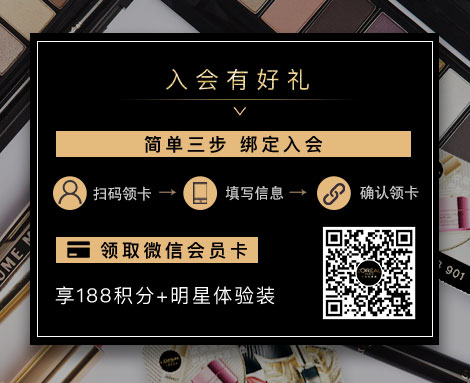 入会有好礼
简单三步 绑定入会
扫码领卡 → 填写信息 → 确认领卡
领取微信会员卡
享188积分+明星体验装